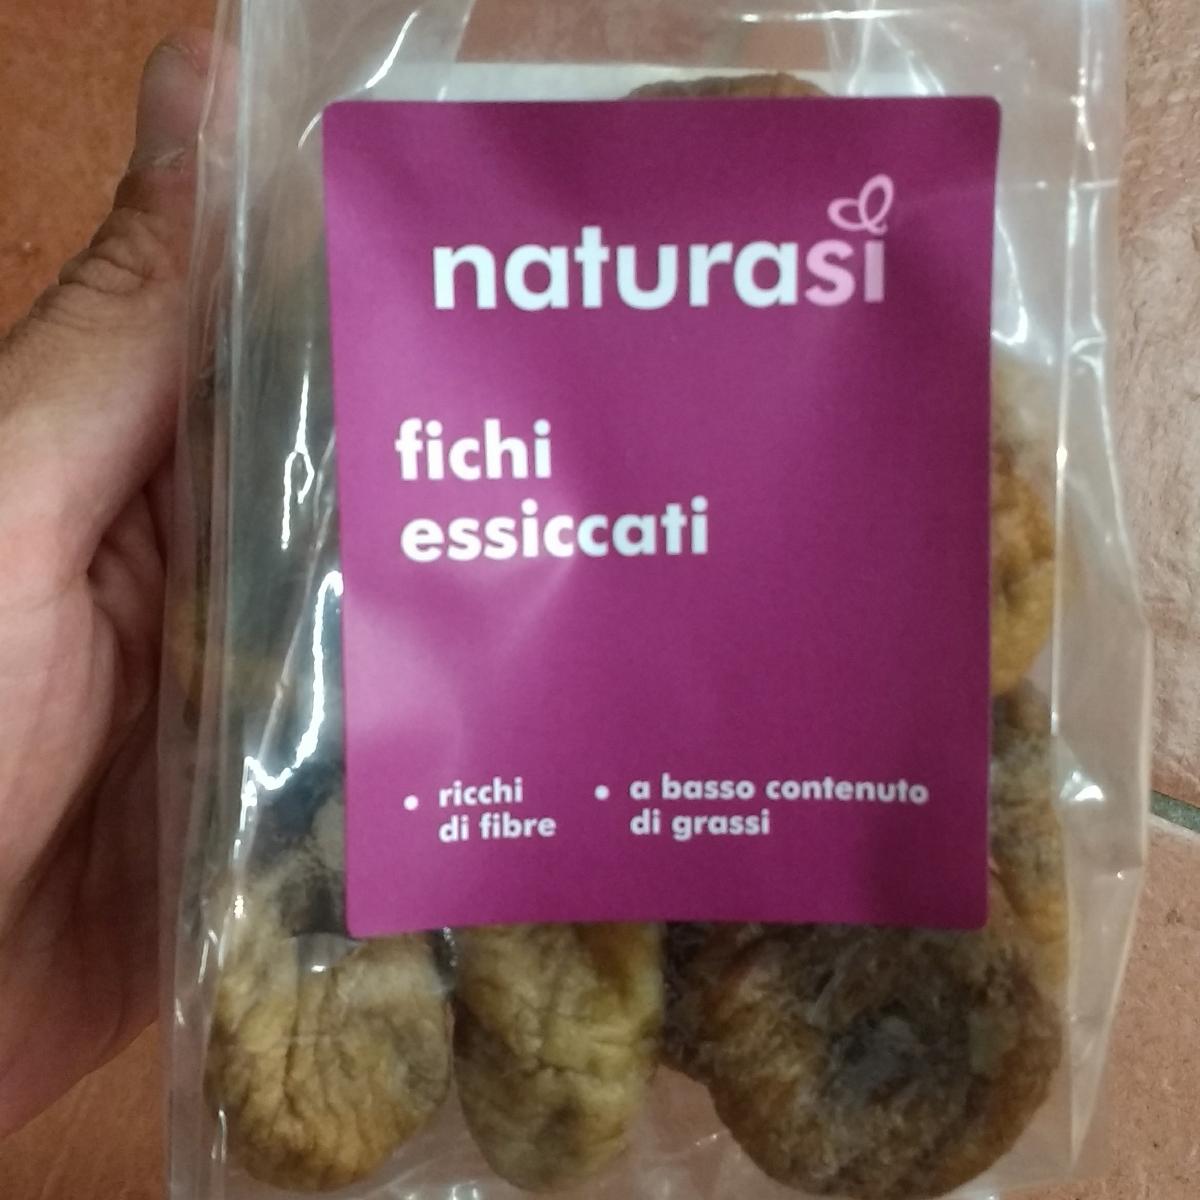 naturasì
fichi
essiccati
• ricchi
di fibre
• a basso contenuto
di grassi